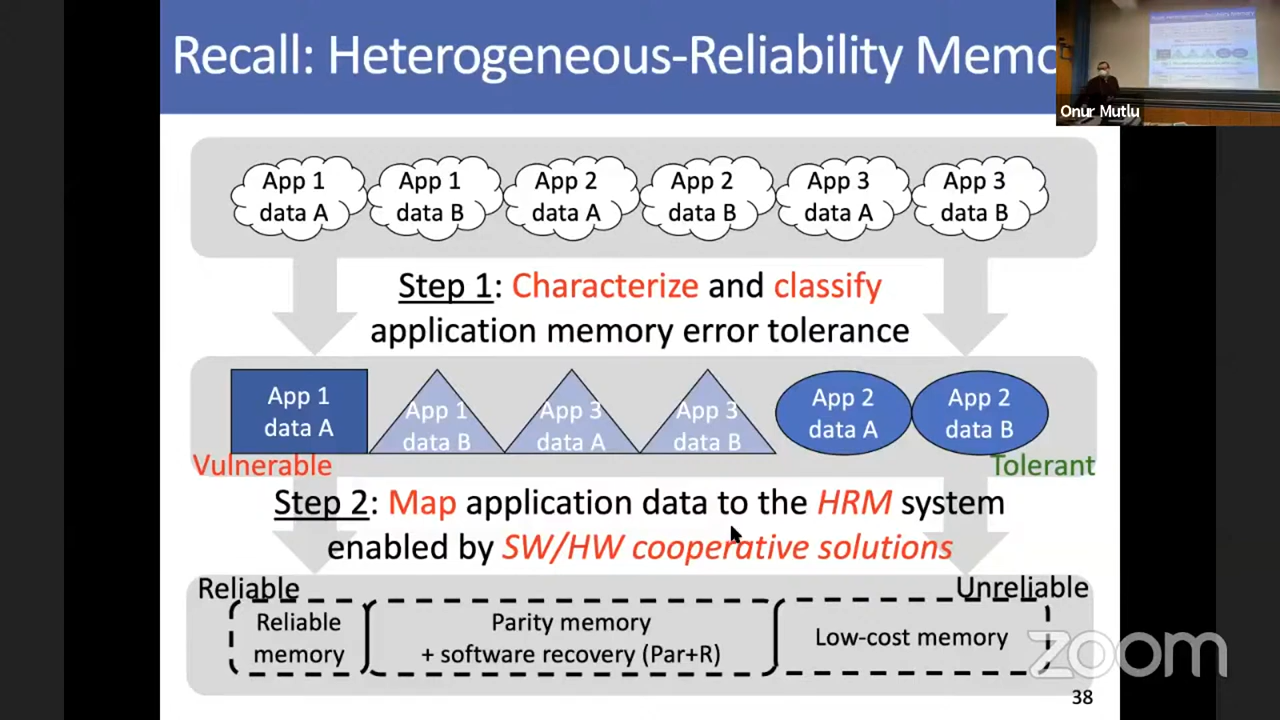 Recall: Heterogeneous-Reliability Memo
Onur Mutlu
App 1 data A
App 1 data B
App 2 data A
App 2 data B
App 3 data A
App 3 data B
Step 1: Characterize and classify
application memory error tolerance
App 1 data A
App 1 data B
App 3 data A
App 3 data B
App 2 data A
App 2 data B
Vulnerable
Tolerant
Step 2: Map application data to the HRM system
enabled by SW/HW cooperative solutions
Reliable
Unreliable
Reliable memory
Parity memory
+ software recovery (Par+R)
Low-cost memory
zoom
38